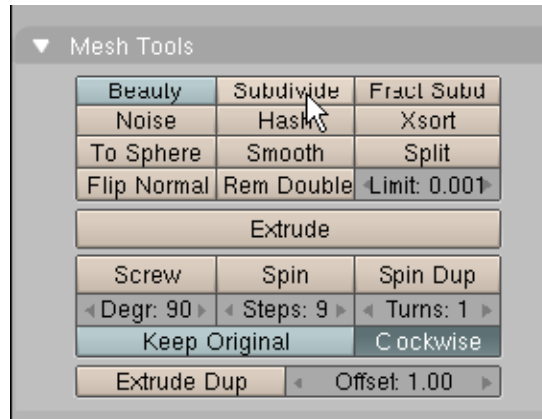 Mesh Tools
Beauty Subdivide Fract Subd
Noise Hash Xsort
To Sphere Smooth Split
Flip Normal Rem Double Limit: 0.001
Extrude
Screw Spin Spin Dup
Degr: 90 Steps: 9 Turns: 1
Keep Original Clockwise
Extrude Dup Offset: 1.00